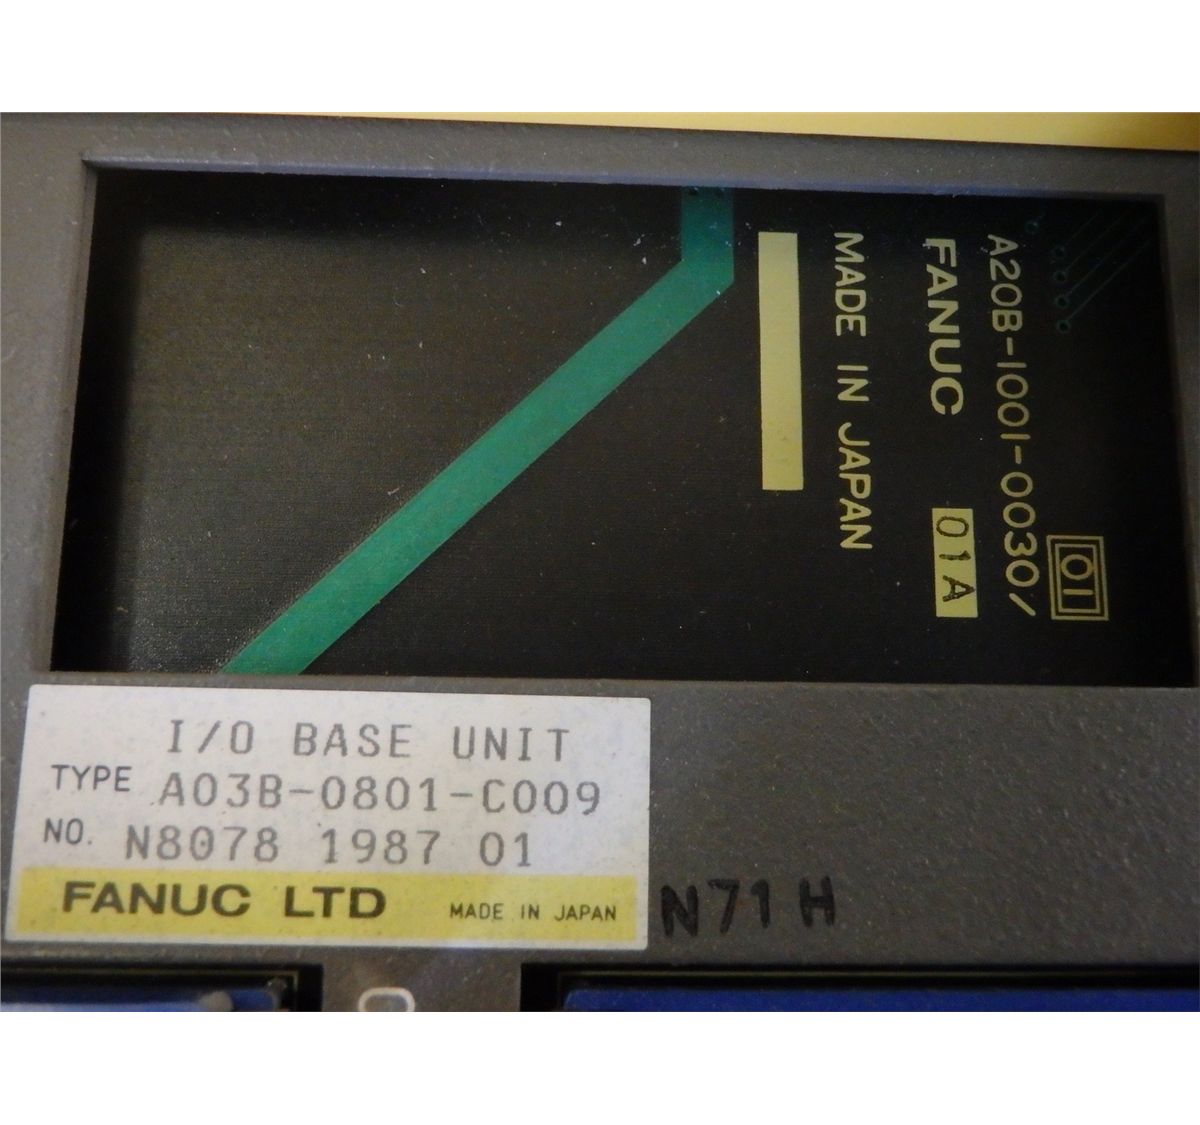 A20B-1001-0030/
01
FANUC 01A
MADE IN JAPAN
I/O BASE UNIT
TYPE A03B-0801-C009
NO. N8078 1987 01
FANUC LTD MADE IN JAPAN
N71H
0